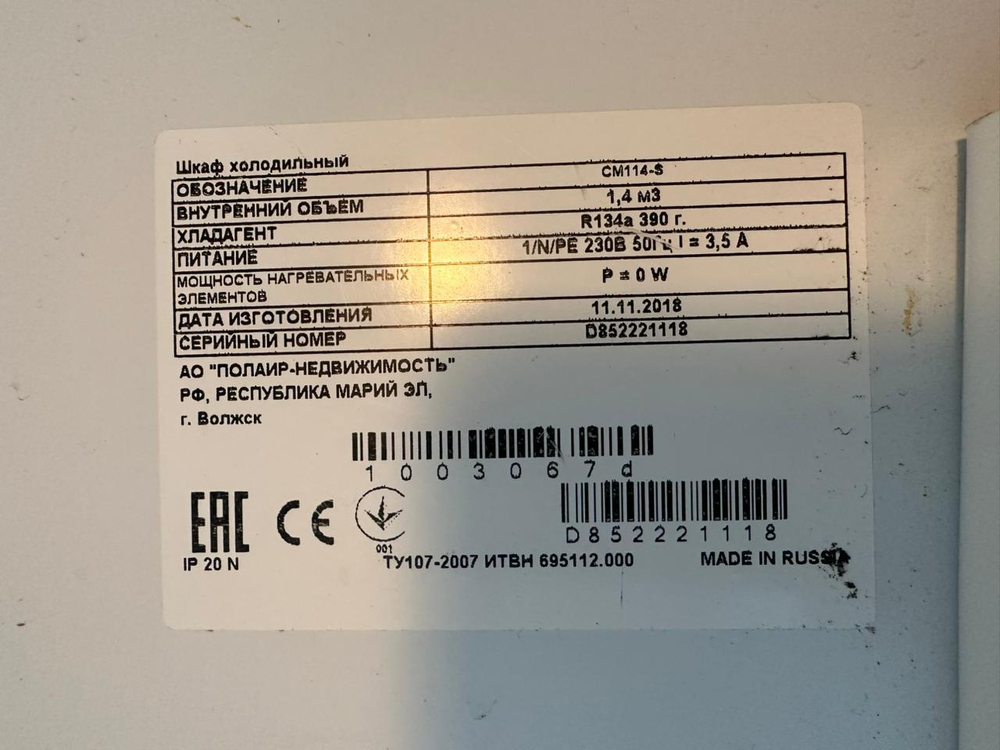 Шкаф холодильный
ОБОЗНАЧЕНИЕ CM114-S
ВНУТРЕННИЙ ОБЪЕМ 1,4 м3
ХЛАДАГЕНТ R134a 390 г.
ПИТАНИЕ 1/N/PE 230В 50Гц I = 3,5 А
МОЩНОСТЬ НАГРЕВАТЕЛЬНЫХ
ЭЛЕМЕНТОВ P = 0 W
ДАТА ИЗГОТОВЛЕНИЯ 11.11.2018
СЕРИЙНЫЙ НОМЕР D852221118
АО "ПОЛАИР-НЕДВИЖИМОСТЬ"
РФ, РЕСПУБЛИКА МАРИЙ ЭЛ,
г. Волжск
1003067d
D852221118
EAC CE 001
IP 20 N ТУ107-2007 ИТВН 695112.000 MADE IN RUSSIA